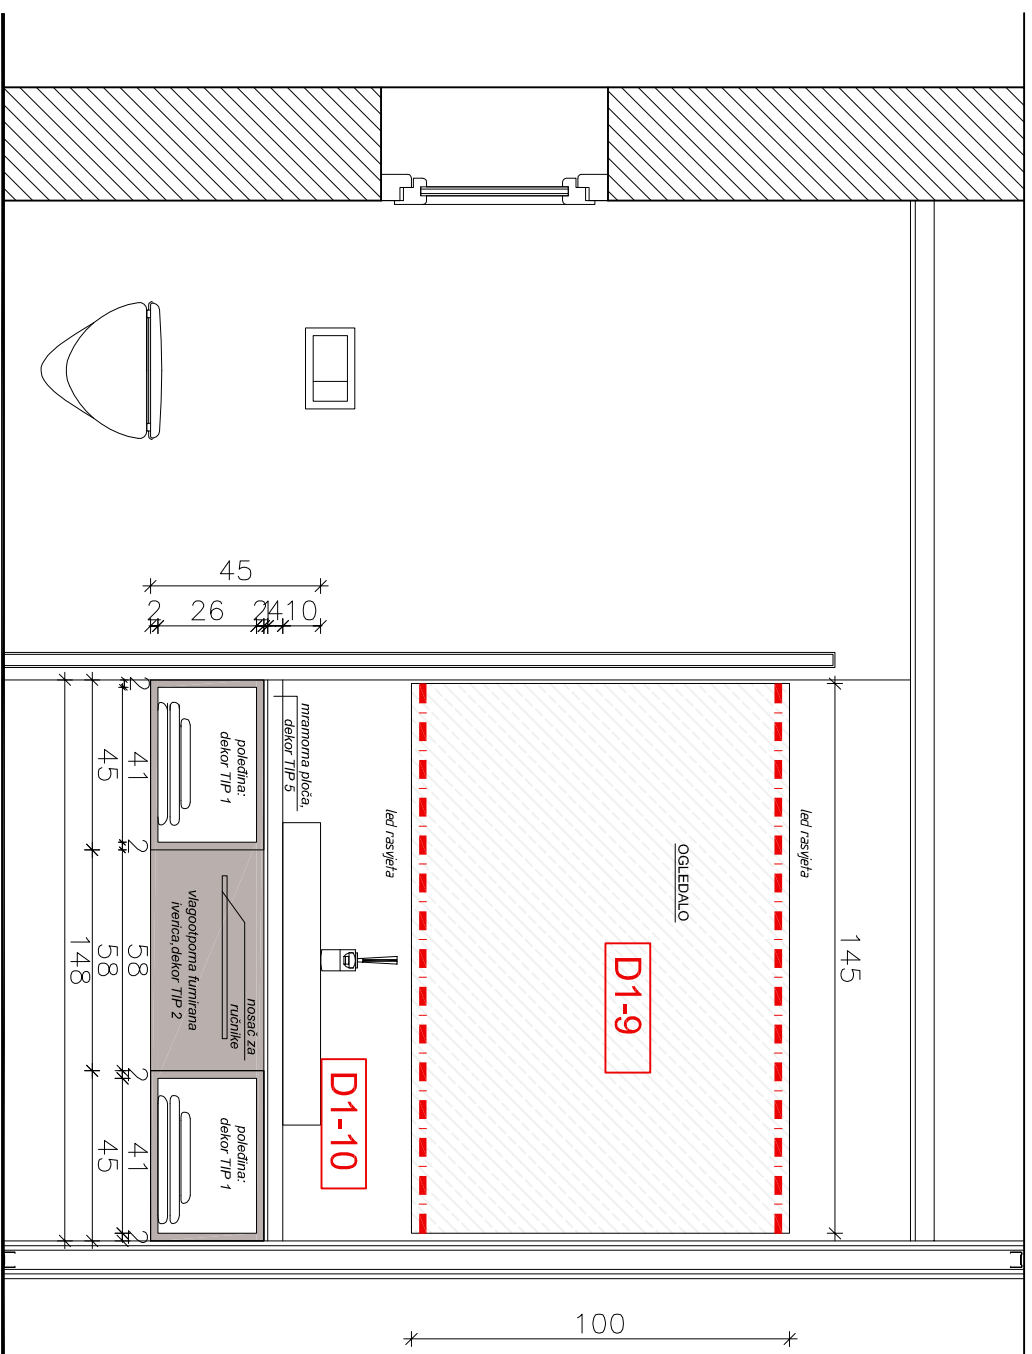 100
145
led rasvjeta
OGLEDALO
D1-9
led rasvjeta
D1-10
mramorna ploča,
dekor TIP 5
45
2
26
2
1
4
10
poleđina:
dekor TIP 1
nosač za
ručnike
vlagootporna furnirana
iverica,dekor TIP 2
poleđina:
dekor TIP 1
2
41
2
58
2
41
2
45
58
45
148